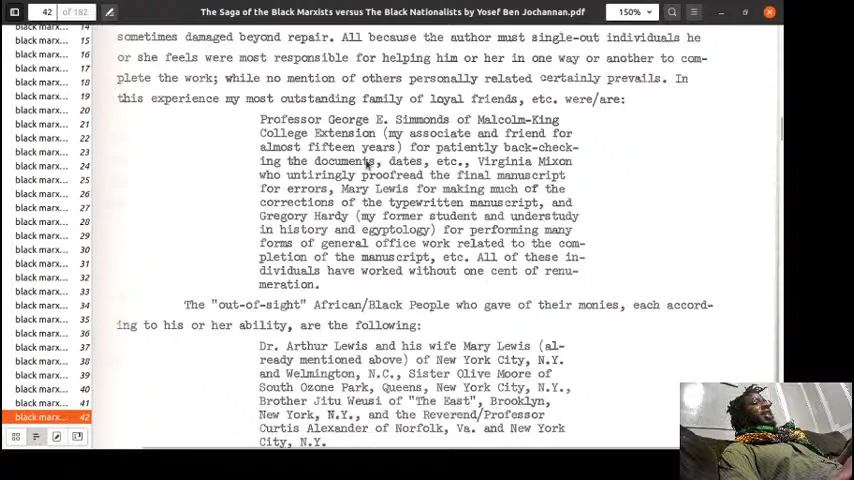 42 of 182
The Saga of the Black Marxists versus The Black Nationalists by Yosef Ben Jochannan.pdf
150%
black marx... 14
black marx... 15
black marx... 16
black marx... 17
black marx... 18
black marx... 19
black marx... 20
black marx... 21
black marx... 22
black marx... 23
black marx... 24
black marx... 25
black marx... 26
black marx... 27
black marx... 28
black marx... 29
black marx... 30
black marx... 31
black marx... 32
black marx... 33
black marx... 34
black marx... 35
black marx... 36
black marx... 37
black marx... 38
black marx... 39
black marx... 40
black marx... 41
black marx... 42
sometimes damaged beyond repair. All because the author must single-out individuals he
or she feels were most responsible for helping him or her in one way or another to com-
plete the work; while no mention of others personally related certainly prevails. In
this experience my most outstanding family of loyal friends, etc. were/are:
Professor George E. Simmonds of Malcolm-King
College Extension (my associate and friend for
almost fifteen years) for patiently back-check-
ing the documents, dates, etc., Virginia Mixon
who untiringly proofread the final manuscript
for errors, Mary Lewis for making much of the
corrections of the typewritten manuscript, and
Gregory Hardy (my former student and understudy
in history and egyptology) for performing many
forms of general office work related to the com-
pletion of the manuscript, etc. All of these in-
dividuals have worked without one cent of renu-
meration.
The "out-of-sight" African/Black People who gave of their monies, each accord-
ing to his or her ability, are the following:
Dr. Arthur Lewis and his wife Mary Lewis (al-
ready mentioned above) of New York City, N.Y.
and Welmington, N.C., Sister Olive Moore of
South Ozone Park, Queens, New York City, N.Y.,
Brother Jitu Weusi of "The East", Brooklyn,
New York, N.Y., and the Reverend/Professor
Curtis Alexander of Norfolk, Va. and New York
City, N.Y.